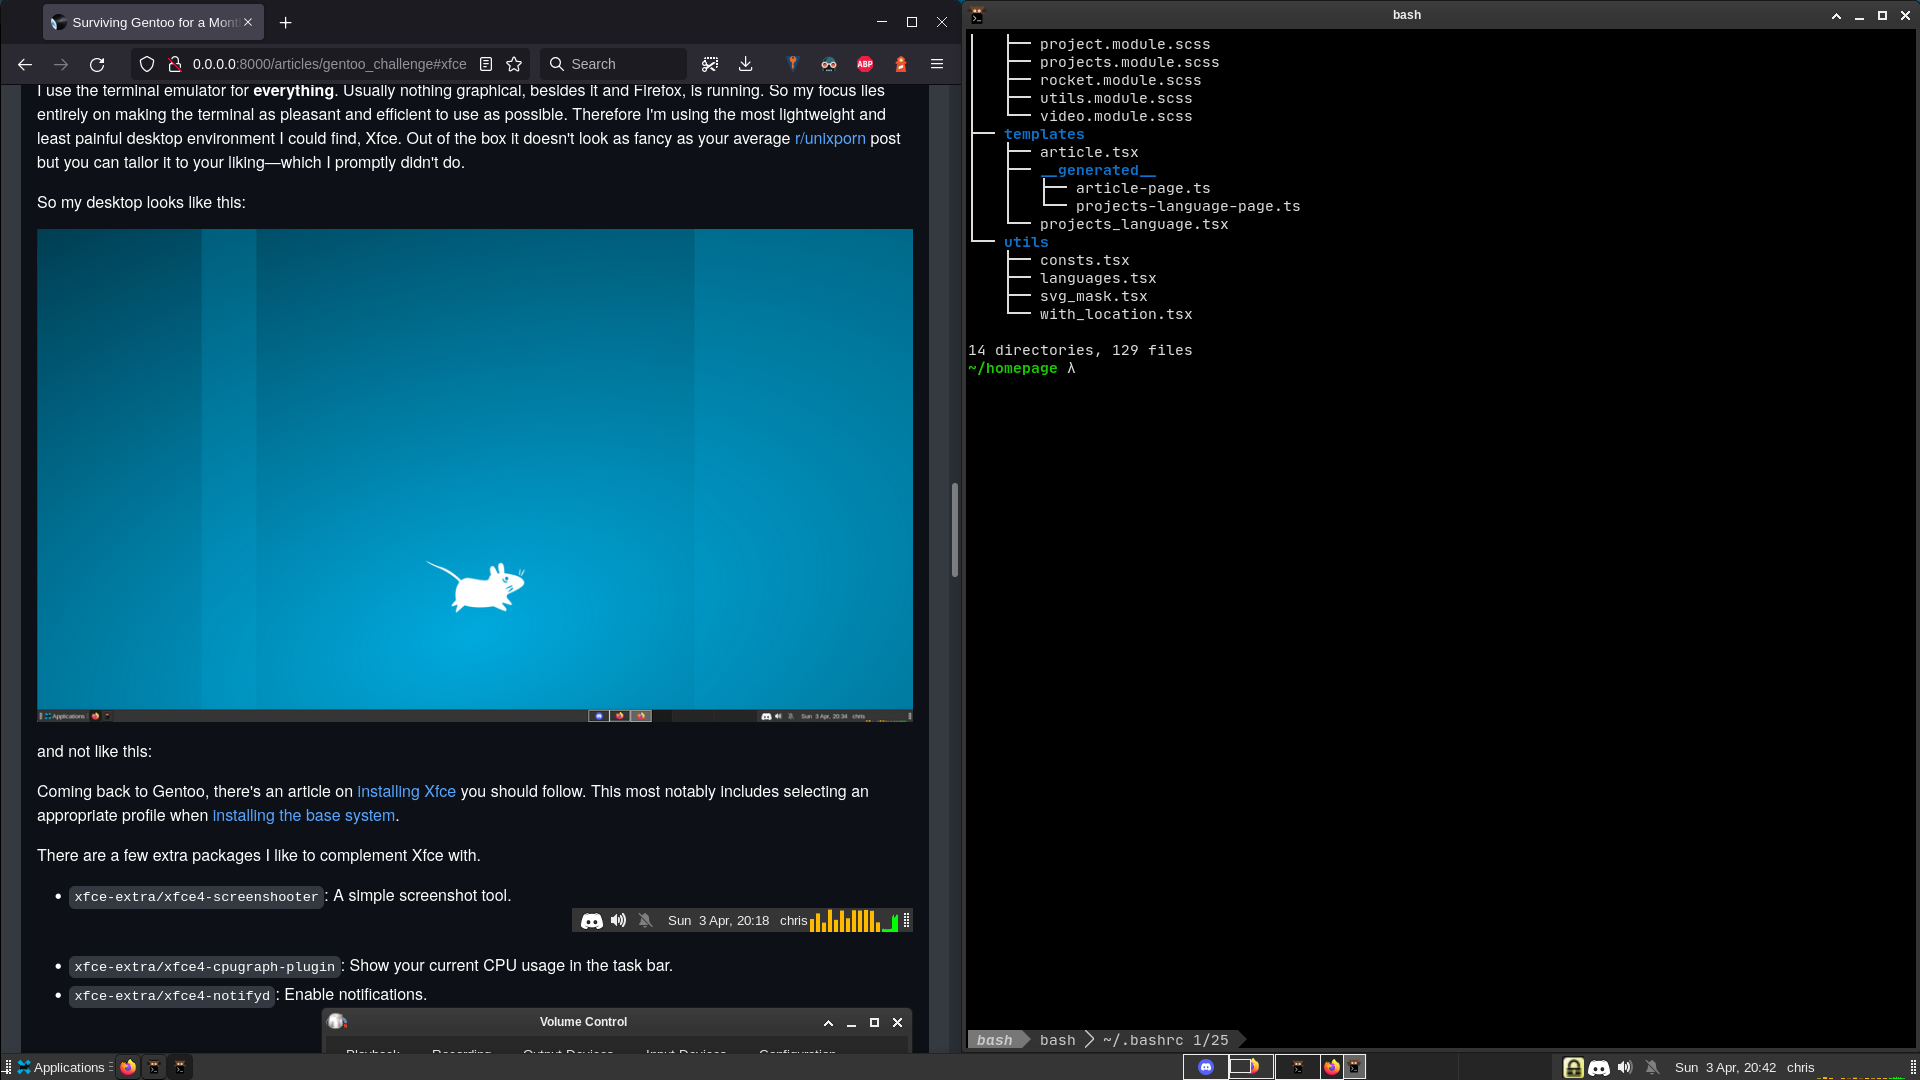 Surviving Gentoo for a Mont
0.0.0.0:8000/articles/gentoo_challenge#xfce
Search
ABP
I use the terminal emulator for everything. Usually nothing graphical, besides it and Firefox, is running. So my focus lies
entirely on making the terminal as pleasant and efficient to use as possible. Therefore I'm using the most lightweight and
least painful desktop environment I could find, Xfce. Out of the box it doesn't look as fancy as your average r/unixporn post
but you can tailor it to your liking—which I promptly didn't do.
So my desktop looks like this:
Applications
Sun 3 Apr, 20:34 chris
and not like this:
Coming back to Gentoo, there's an article on installing Xfce you should follow. This most notably includes selecting an
appropriate profile when installing the base system.
There are a few extra packages I like to complement Xfce with.
• xfce-extra/xfce4-screenshooter: A simple screenshot tool.
Sun 3 Apr, 20:18 chris
• xfce-extra/xfce4-cpugraph-plugin: Show your current CPU usage in the task bar.
• xfce-extra/xfce4-notifyd: Enable notifications.
Volume Control
Playback Recording Output Devices Input Devices Configuration
bash
├── project.module.scss
├── projects.module.scss
├── rocket.module.scss
├── utils.module.scss
└── video.module.scss
├── templates
├── article.tsx
├── __generated__
├── article-page.ts
└── projects-language-page.ts
└── projects_language.tsx
└── utils
├── consts.tsx
├── languages.tsx
├── svg_mask.tsx
└── with_location.tsx
14 directories, 129 files
~/homepage λ
bash bash ~/.bashrc 1/25
Applications
Sun 3 Apr, 20:42 chris